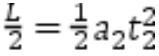 L/2 = 1/2 a₂t₂²